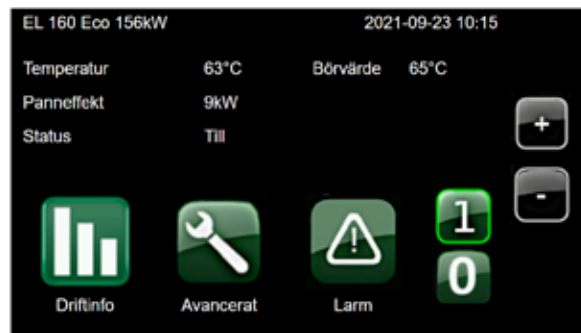 EL 160 Eco 156kW 2021-09-23 10:15
Temperatur 63°C Börvärde 65°C
Panneffekt 9kW
Status Till
+
-
1
0
Driftinfo Avancerat Larm